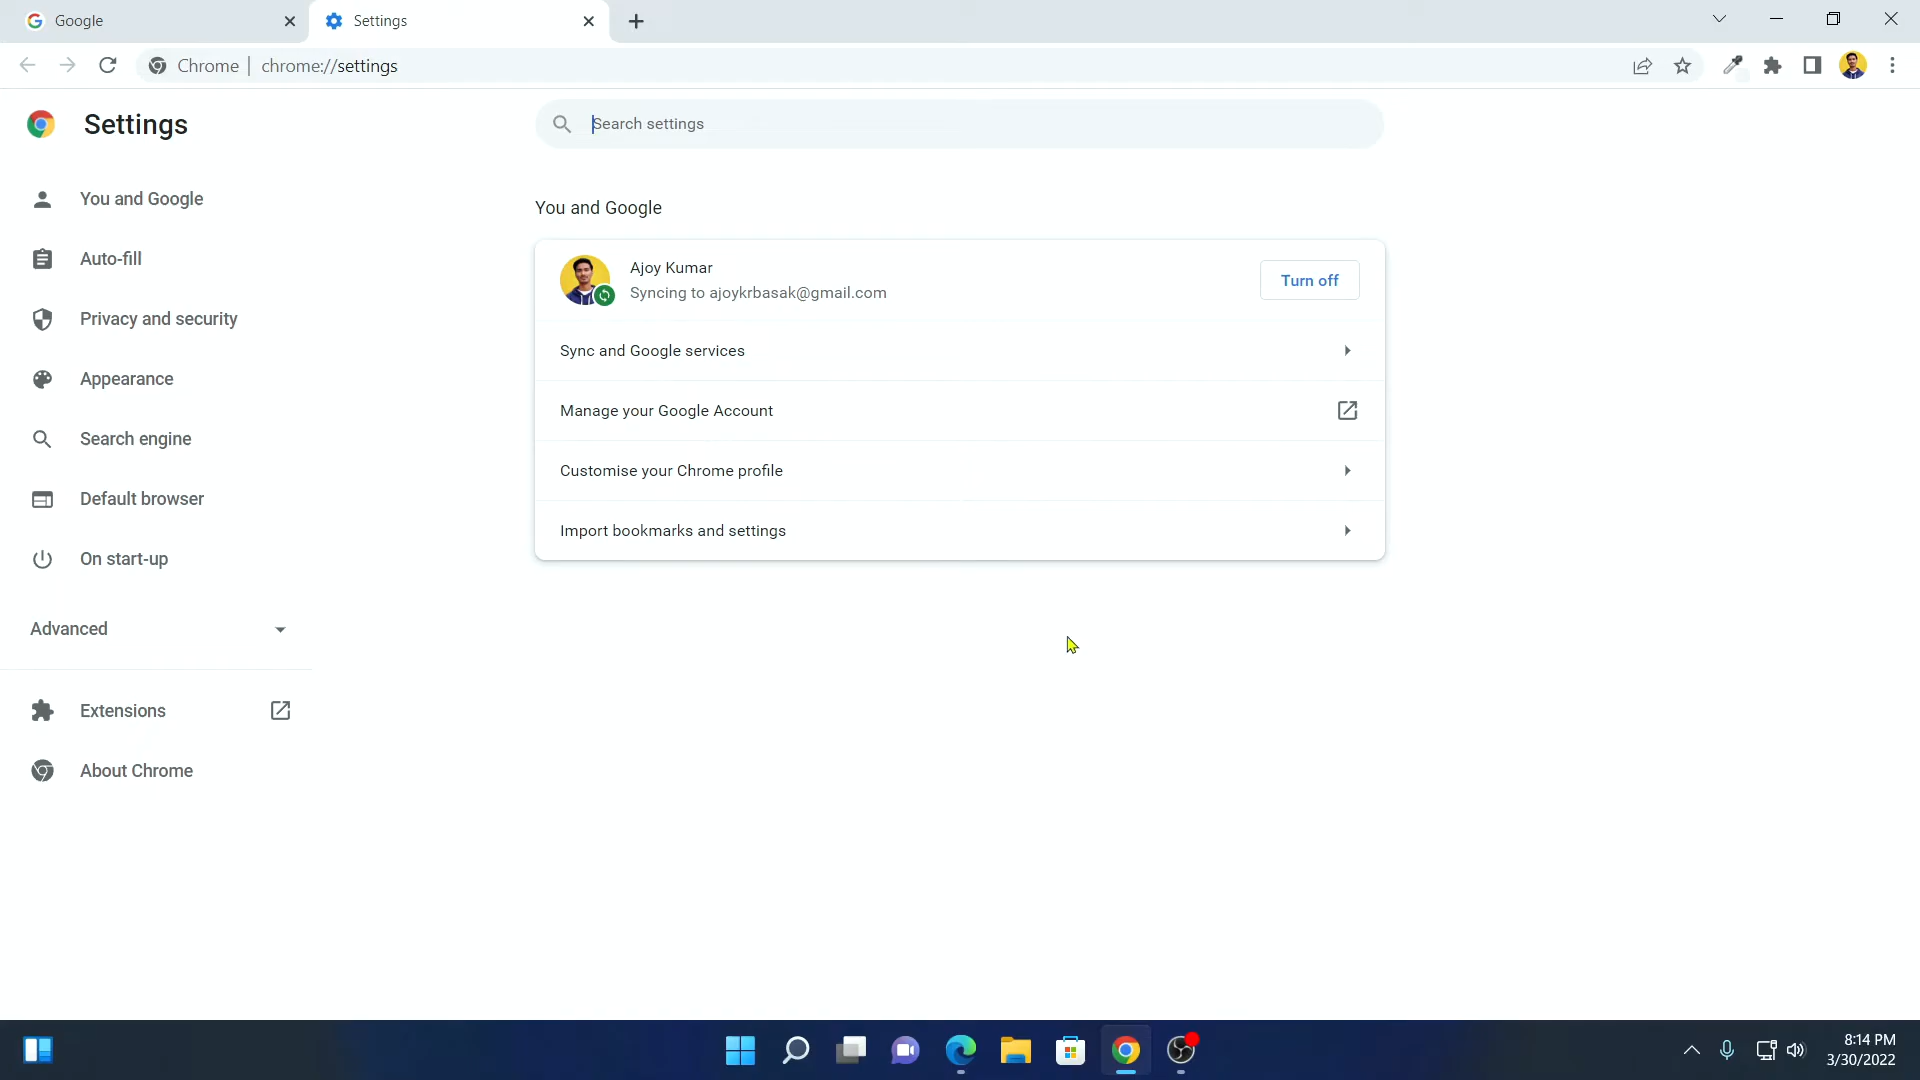 Google
Settings
Chrome
chrome://settings
Settings
Search settings
You and Google
Auto-fill
Privacy and security
Appearance
Search engine
Default browser
On start-up
Advanced
Extensions
About Chrome
You and Google
Ajoy Kumar
Syncing to ajoykrbasak@gmail.com
Turn off
Sync and Google services
Manage your Google Account
Customise your Chrome profile
Import bookmarks and settings
8:14 PM
3/30/2022